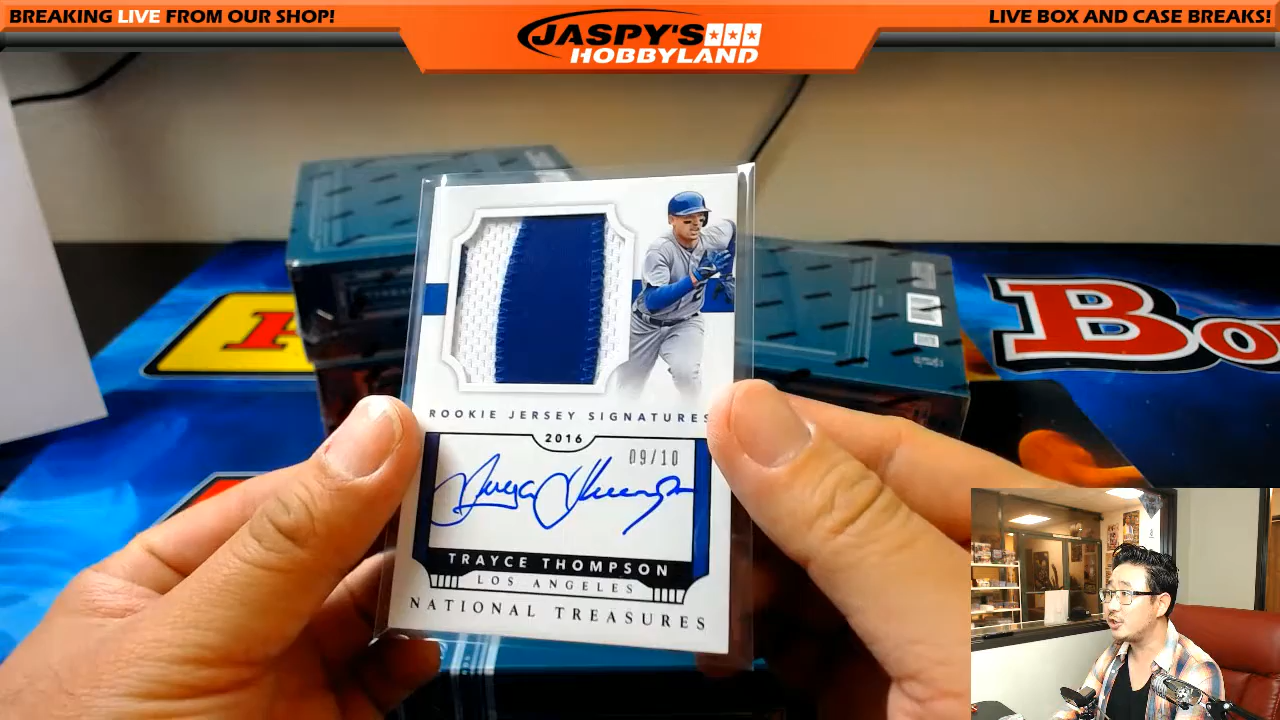 BREAKING LIVE FROM OUR SHOP!
JASPY'S
HOBBYLAND
LIVE BOX AND CASE BREAKS!
ROOKIE JERSEY SIGNATURES
2016
09/10
TRAYCE THOMPSON
LOS ANGELES
NATIONAL TREASURES